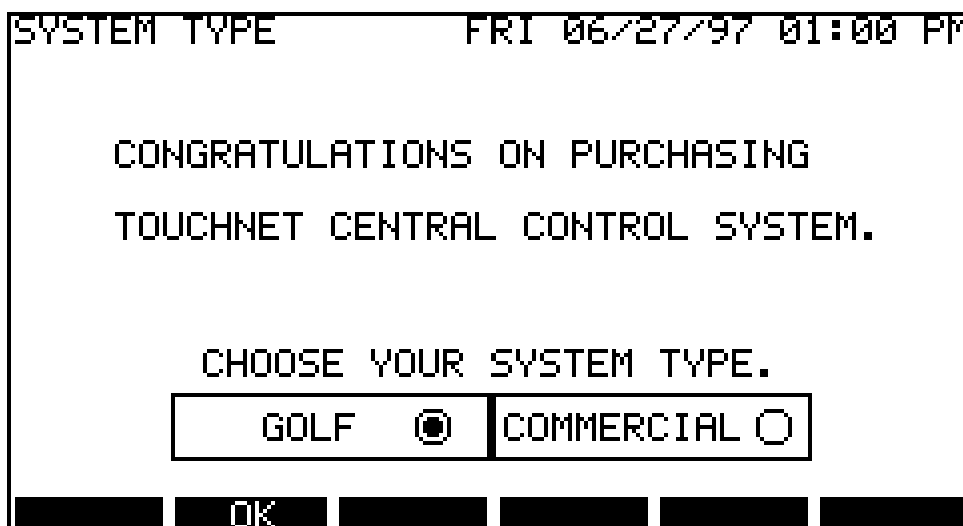 SYSTEM TYPE FRI 06/27/97 01:00 PM
CONGRATULATIONS ON PURCHASING
TOUCHNET CENTRAL CONTROL SYSTEM.
CHOOSE YOUR SYSTEM TYPE.
GOLF COMMERCIAL
OK